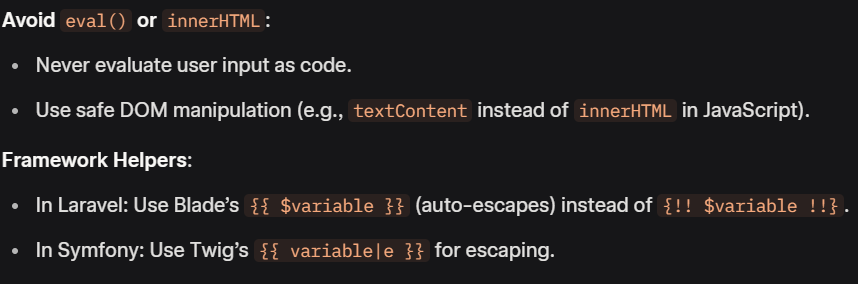 Avoid eval() or innerHTML:
• Never evaluate user input as code.
• Use safe DOM manipulation (e.g., textContent instead of innerHTML in JavaScript).
Framework Helpers:
• In Laravel: Use Blade’s {{ $variable }} (auto-escapes) instead of {!! $variable !!}.
• In Symfony: Use Twig’s {{ variable|e }} for escaping.